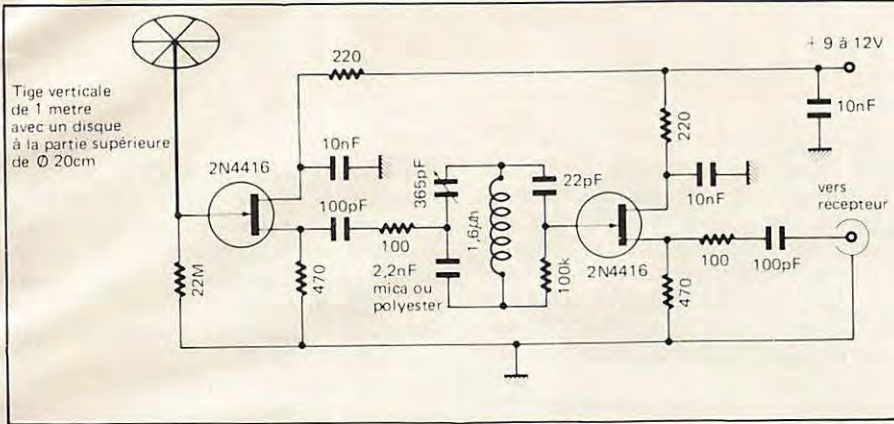 Tige verticale
de 1 metre
avec un disque
à la partie supérieure
de Ø 20cm
220
+ 9 à 12V
10nF
220
2N4416
10nF
365pF
22pF
10nF
vers
récepteur
100pF
100
1,6µh
2N4416
100
100pF
22M
470
2,2nF
mica ou
polyester
100k
470